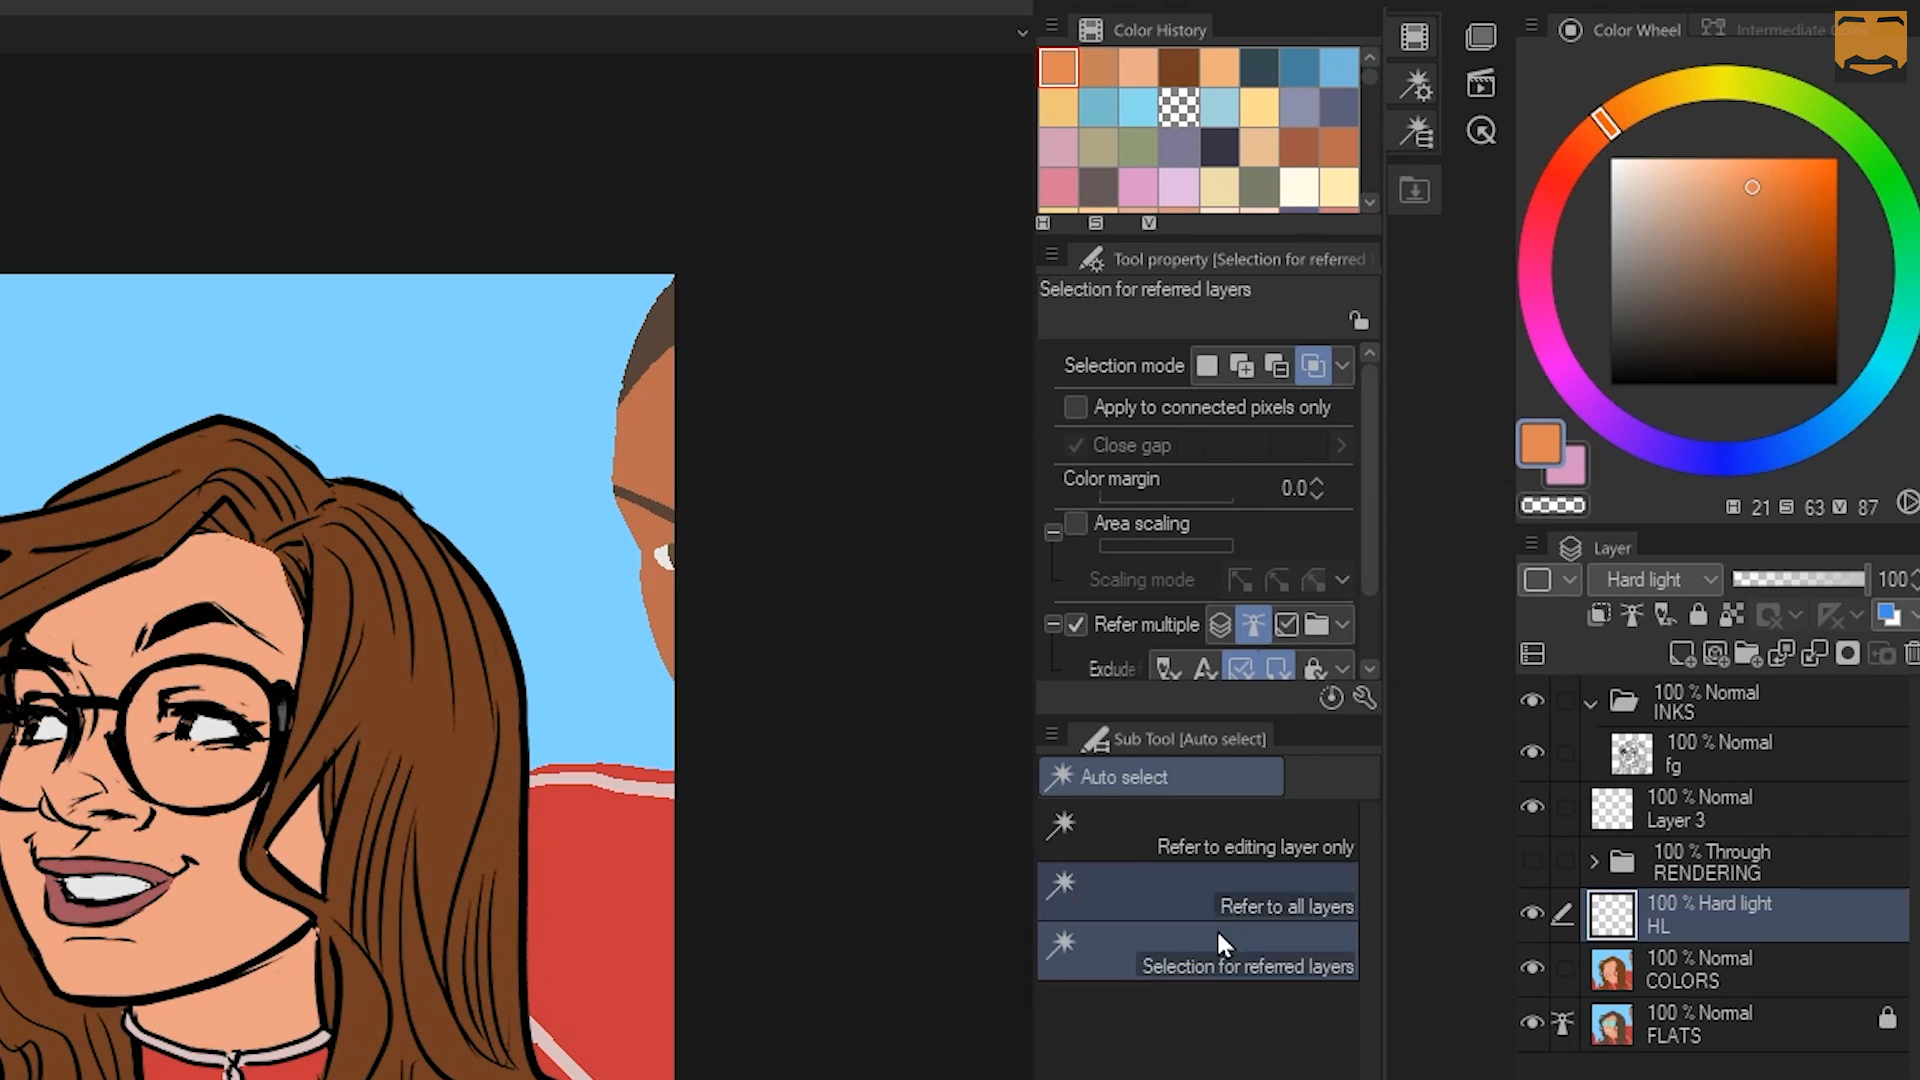 Color History
H S V
Tool property [Selection for referred
Selection for referred layers
Selection mode
Apply to connected pixels only
Close gap
Color margin
0.0
Area scaling
Scaling mode
Refer multiple
Exclude
Sub Tool [Auto select]
Auto select
Refer to editing layer only
Refer to all layers
Selection for referred layers
Color Wheel
Intermediate
H 21 S 63 V 87
Layer
Hard light
100
100 % Normal
INKS
100 % Normal
fg
100 % Normal
Layer 3
100 % Through
RENDERING
100 % Hard light
HL
100 % Normal
COLORS
100 % Normal
FLATS